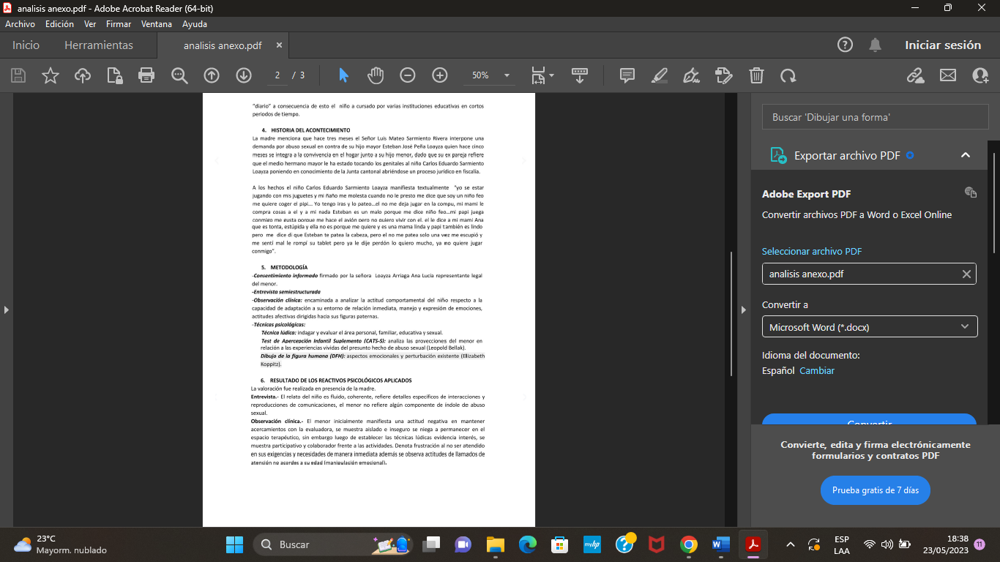 analisis anexo.pdf - Adobe Acrobat Reader (64-bit)
Archivo Edición Ver Firmar Ventana Ayuda
Inicio Herramientas analisis anexo.pdf Iniciar sesión
2 / 3 50%
"diario" a consecuencia de esto el niño a cursado por varias instituciones educativas en cortos
periodos de tiempo.
4. HISTORIA DEL ACONTECIMIENTO
La madre menciona que hace tres meses el Señor Luis Mateo Sarmiento Rivera interpone una
demanda por abuso sexual en contra de su hijo mayor Esteban José Peña Loayza quien hace cinco
meses se integra a la convivencia en el hogar junto a su hijo menor, dado que su ex pareja refiere
que el medio hermano mayor le ha estado tocando los genitales al niño Carlos Eduardo Sarmiento
Loayza poniendo en conocimiento de la Junta cantonal abriéndose un proceso jurídico en fiscalía.
A los hechos el niño Carlos Eduardo Sarmiento Loayza manifiesta textualmente "yo se estar
jugando con mis juguetes y mi ñaño me molesta cuando no le presto me dice que soy un niño feo
me quiere coger el pipi... Yo tengo iras y lo pateo...el no me deja jugar en la compu, mi mami le
compra cosas a el y a mi nada Esteban es un malo porque me dice niño feo...mi papi juega
conmigo me gusta porque me hace el avión pero no quiero vivir con el, el le dice a mi mami Ana
que es tonta, estúpida y ella no es porque me quiere y es una mama linda y papi también es lindo
pero me dice di que Esteban te patea la cabeza, pero el no me patea solo una vez me escupió y
me sentí mal le rompí su tablet pero ya le dije perdón lo quiero mucho, ya no quiere jugar
conmigo".
5. METODOLOGÍA
-Consentimiento informado firmado por la señora Loayza Arriaga Ana Lucia representante legal
del menor.
-Entrevista semiestructurada
-Observación clínica: encaminada a analizar la actitud comportamental del niño respecto a la
capacidad de adaptación a su entorno de relación inmediata, manejo y expresión de emociones,
actitudes afectivas dirigidas hacia sus figuras paternas.
-Técnicas psicológicas:
Técnica lúdica: indagar y evaluar el área personal, familiar, educativa y sexual.
Test de Apercepción Infantil Suplemento (CATS-S): analiza las proyecciones del menor en
relación a las experiencias vividas del presunto hecho de abuso sexual (Leopold Bellak).
Dibujo de la figura humana (DFH): aspectos emocionales y perturbación existente (Elizabeth
Koppitz).
6. RESULTADO DE LOS REACTIVOS PSICOLÓGICOS APLICADOS
La valoración fue realizada en presencia de la madre.
Entrevista.- El relato del niño es fluido, coherente, refiere detalles específicos de interacciones y
reproducciones de comunicaciones, el menor no refiere algún componente de índole de abuso
sexual.
Observación clínica.- El menor inicialmente manifiesta una actitud negativa en mantener
acercamientos con la evaluadora, se muestra aislado e inseguro se niega a permanecer en el
espacio terapéutico, sin embargo luego de establecer las técnicas lúdicas evidencia interés, se
muestra participativo y colaborador frente a las actividades. Denota frustración al no ser atendido
en sus exigencias y necesidades de manera inmediata además se observa actitudes de llamados de
atención no acordes a su edad (manipulación emocional).
Buscar 'Dibujar una forma'
Exportar archivo PDF
Adobe Export PDF
Convertir archivos PDF a Word o Excel Online
Seleccionar archivo PDF
analisis anexo.pdf
Convertir a
Microsoft Word (*.docx)
Idioma del documento:
Español Cambiar
Convertir
Convierte, edita y firma electrónicamente
formularios y contratos PDF
Prueba gratis de 7 días
23°C
Mayorm. nublado
Buscar
myhp
ESP
LAA
18:38
23/05/2023
11